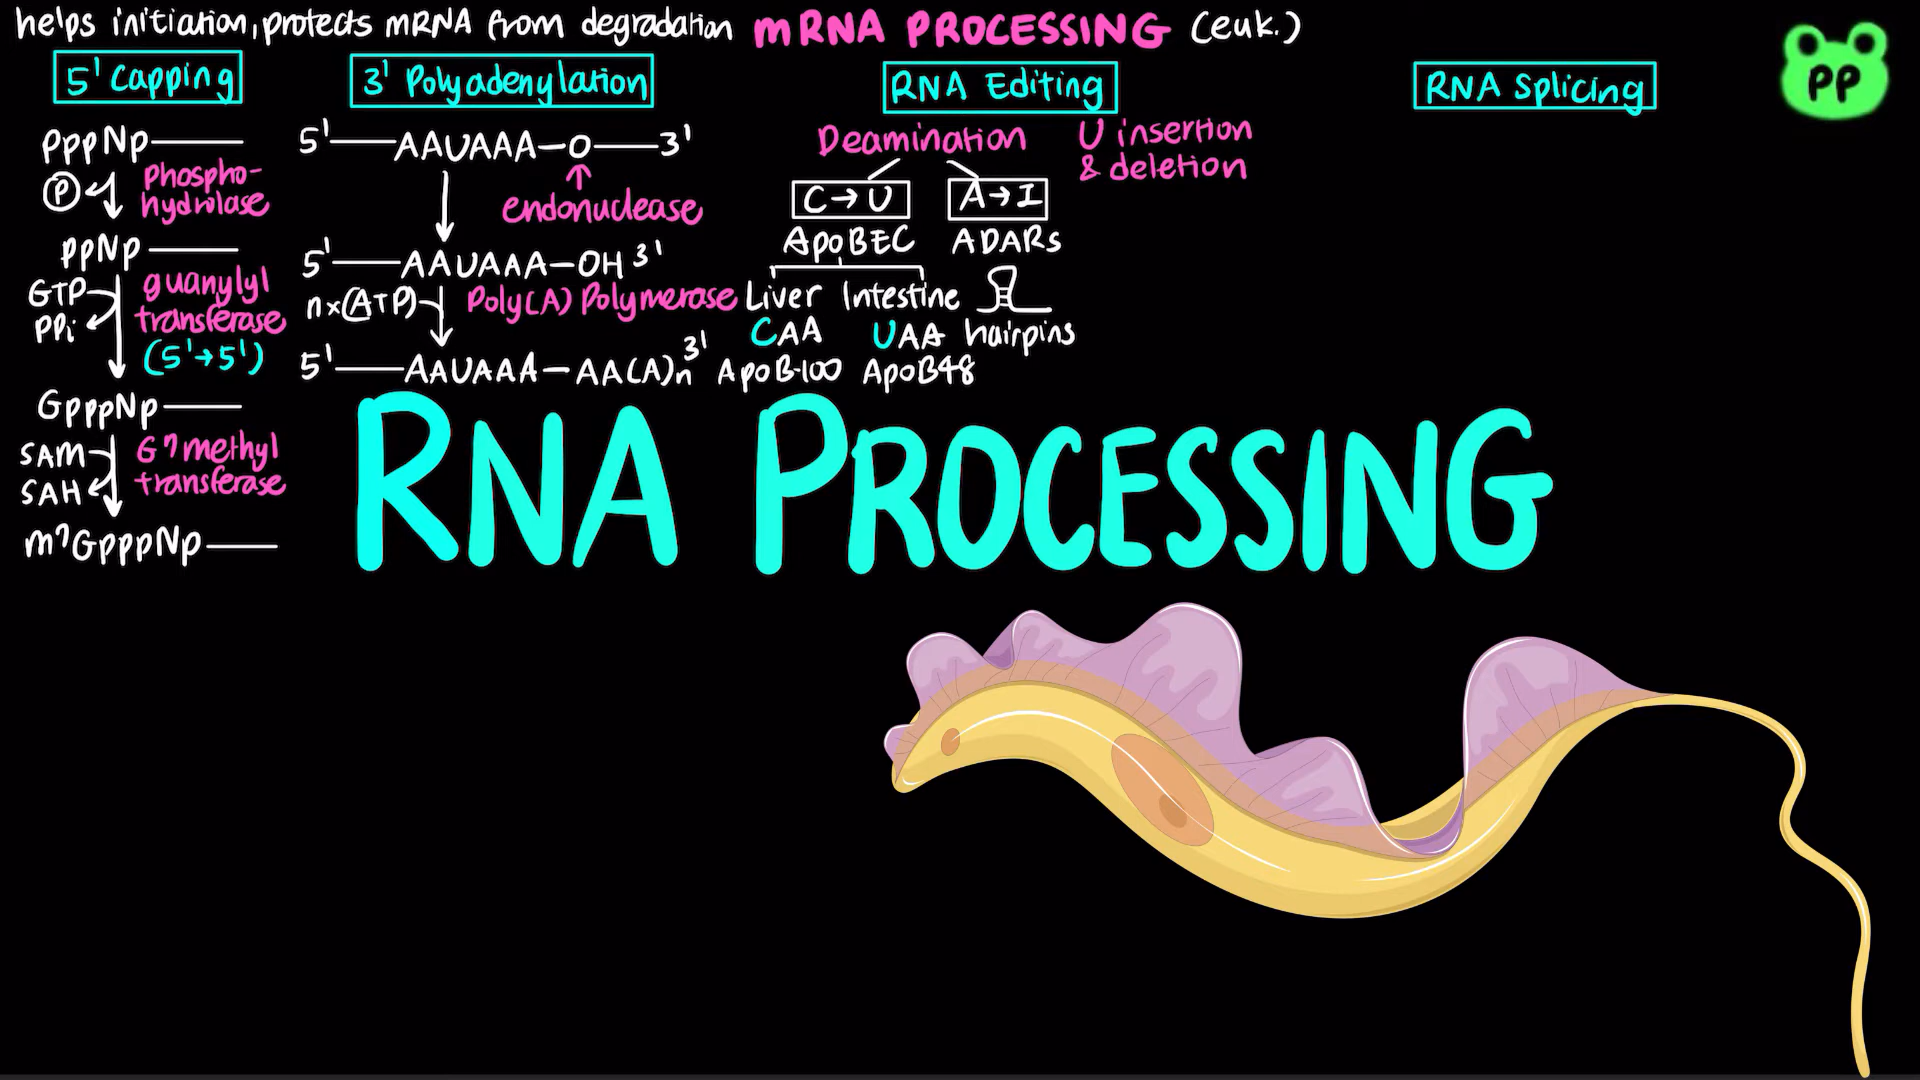 helps initiation, protects mRNA from degradation mRNA PROCESSING (euk.)
5' Capping
PppNp
P
Phospho-
hydrolase
ppNp
GTP
PPi
guanylyl
transferase
(5'→5')
GpppNp
SAM
SAH
G7 methyl
transferase
m7GpppNp
3' Polyadenylation
5' AAUAAA-O 3'
endonuclease
5' AAUAAA-OH 3'
n×(ATP)
Poly(A) Polymerase
5' AAUAAA-AA(A)n 3'
RNA Editing
Deamination
C→U
A→I
ApoBEC
ADARs
Liver Intestine
CAA UAA hairpins
ApoB-100 ApoB48
U insertion
& deletion
RNA Splicing
PP
RNA PROCESSING